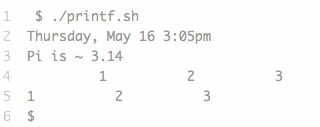 1 $ ./printf.sh
2 Thursday, May 16 3:05pm
3 Pi is ~ 3.14
4 1 2 3
5 1 2 3
6 $